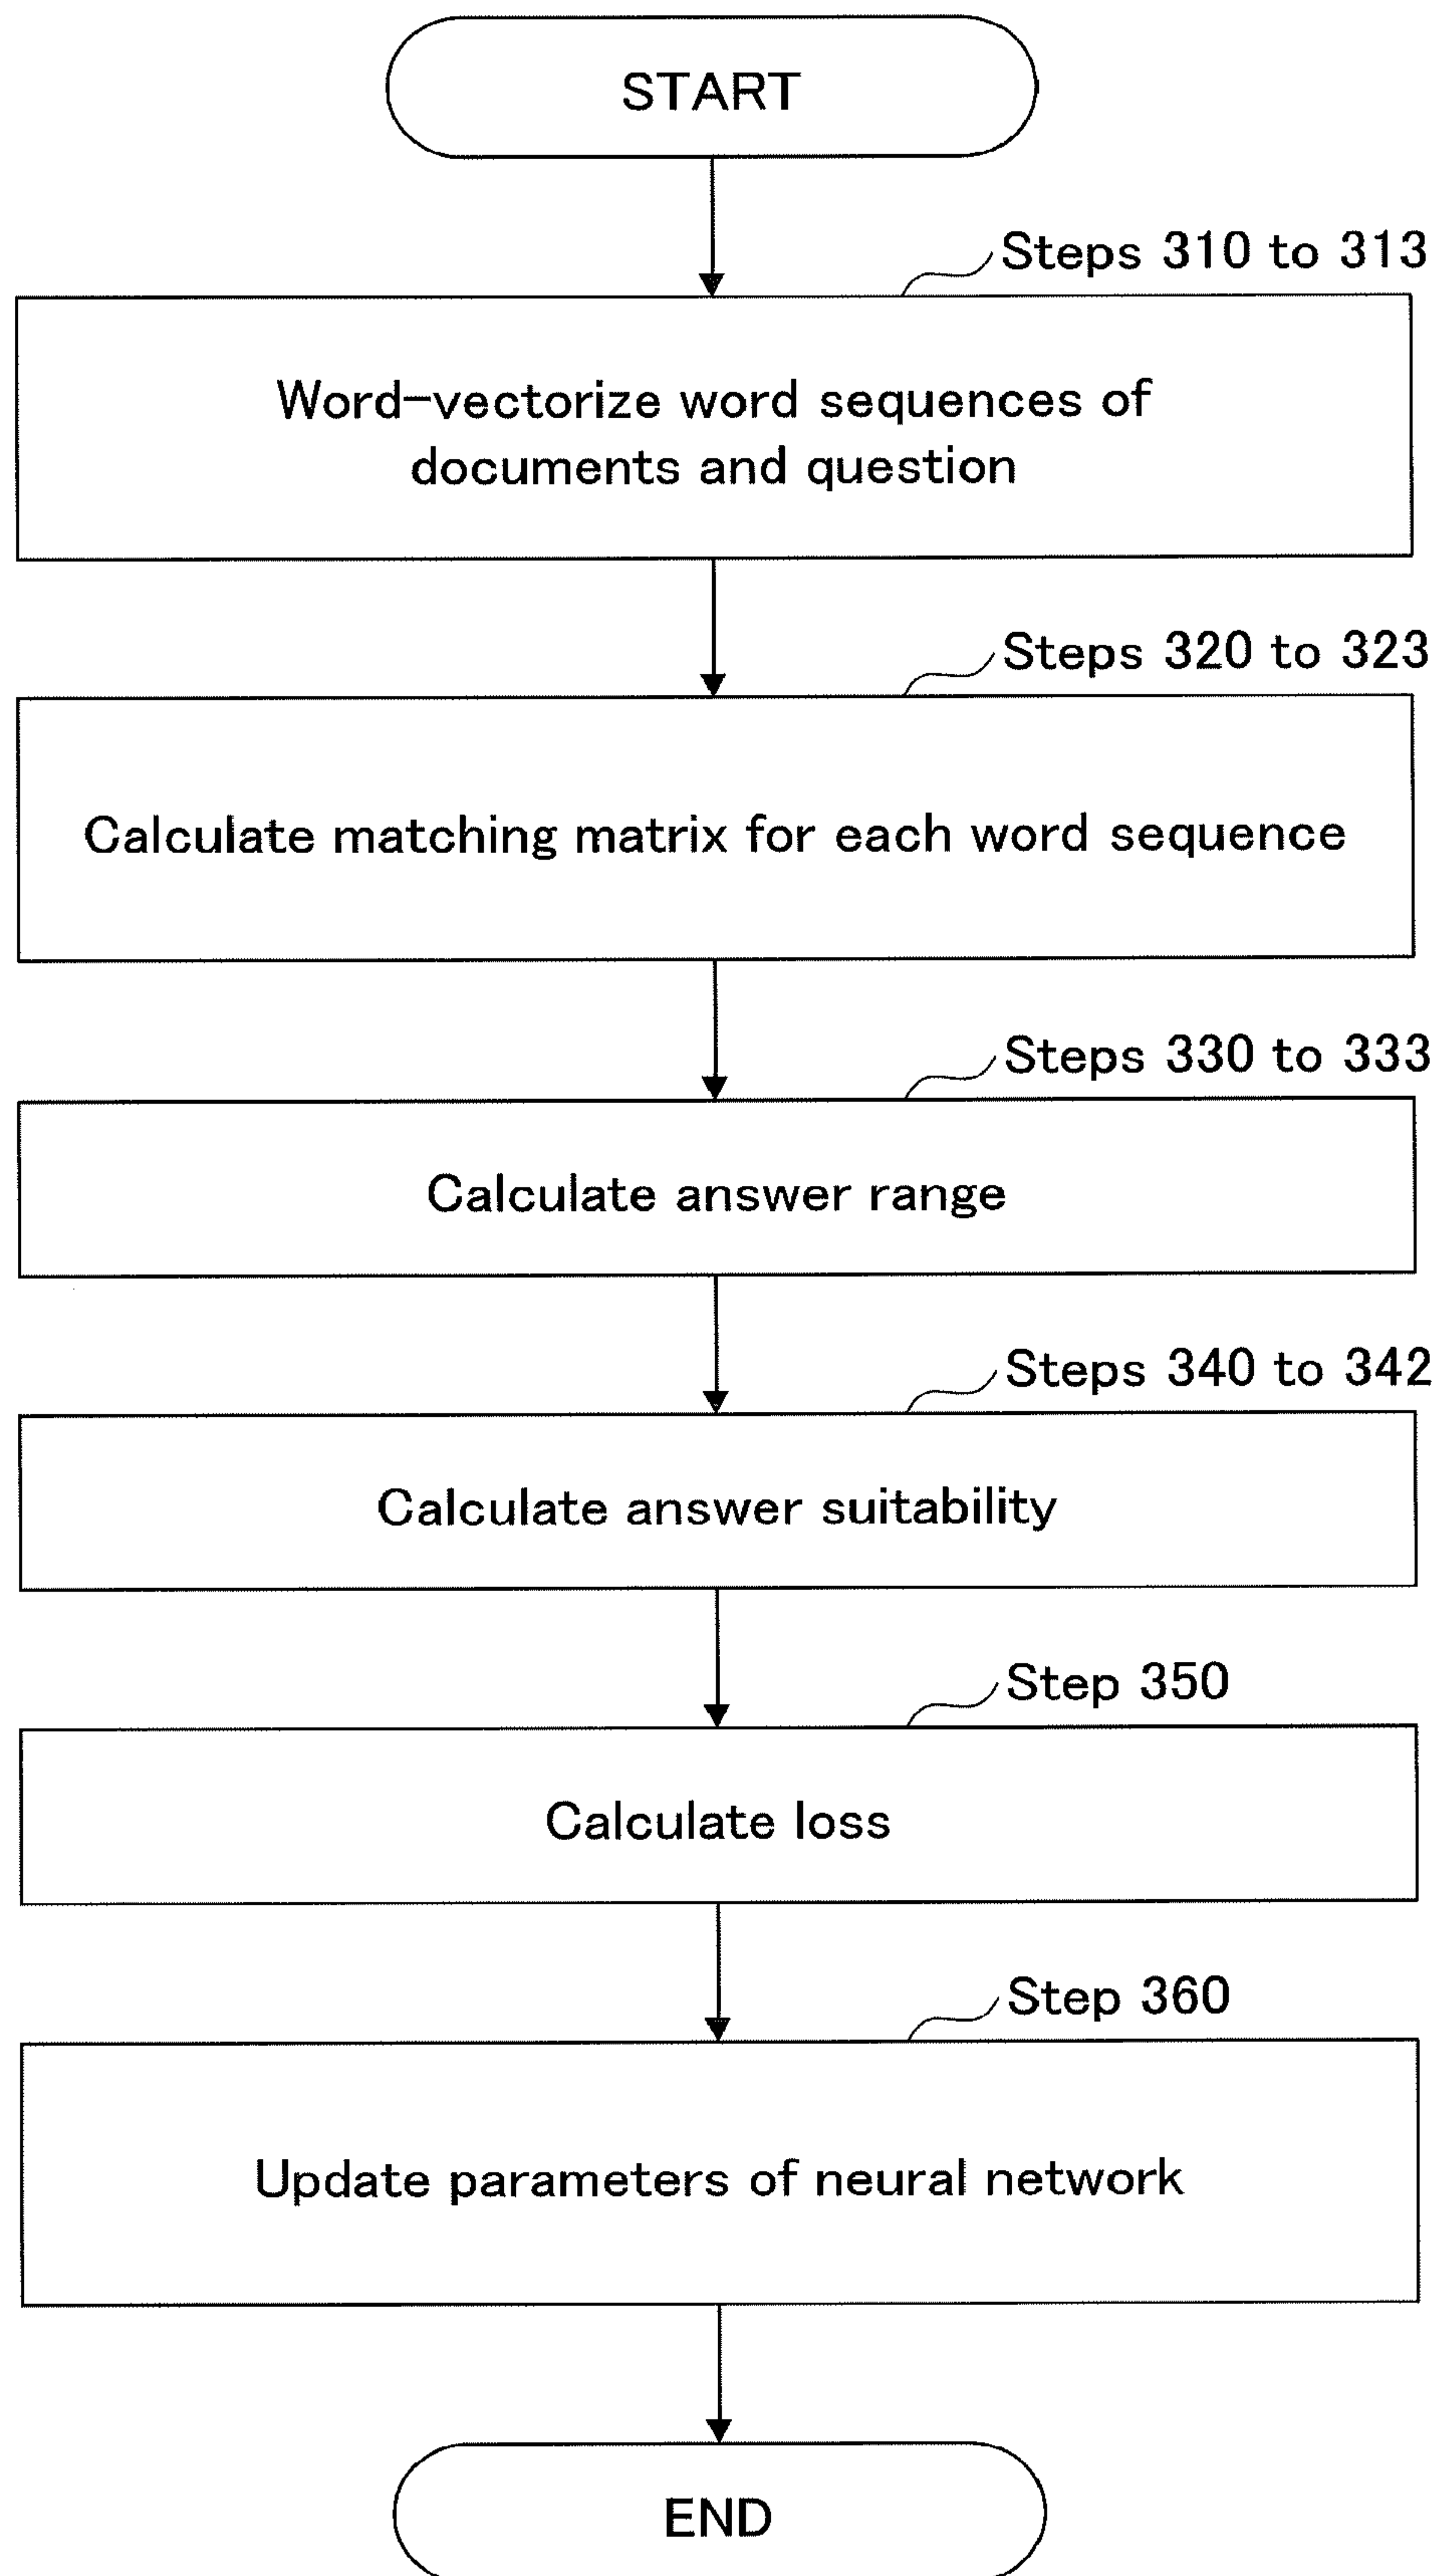 START
Steps 310 to 313
Word-vectorize word sequences of
documents and question
Steps 320 to 323
Calculate matching matrix for each word sequence
Steps 330 to 333
Calculate answer range
Steps 340 to 342
Calculate answer suitability
Step 350
Calculate loss
Step 360
Update parameters of neural network
END